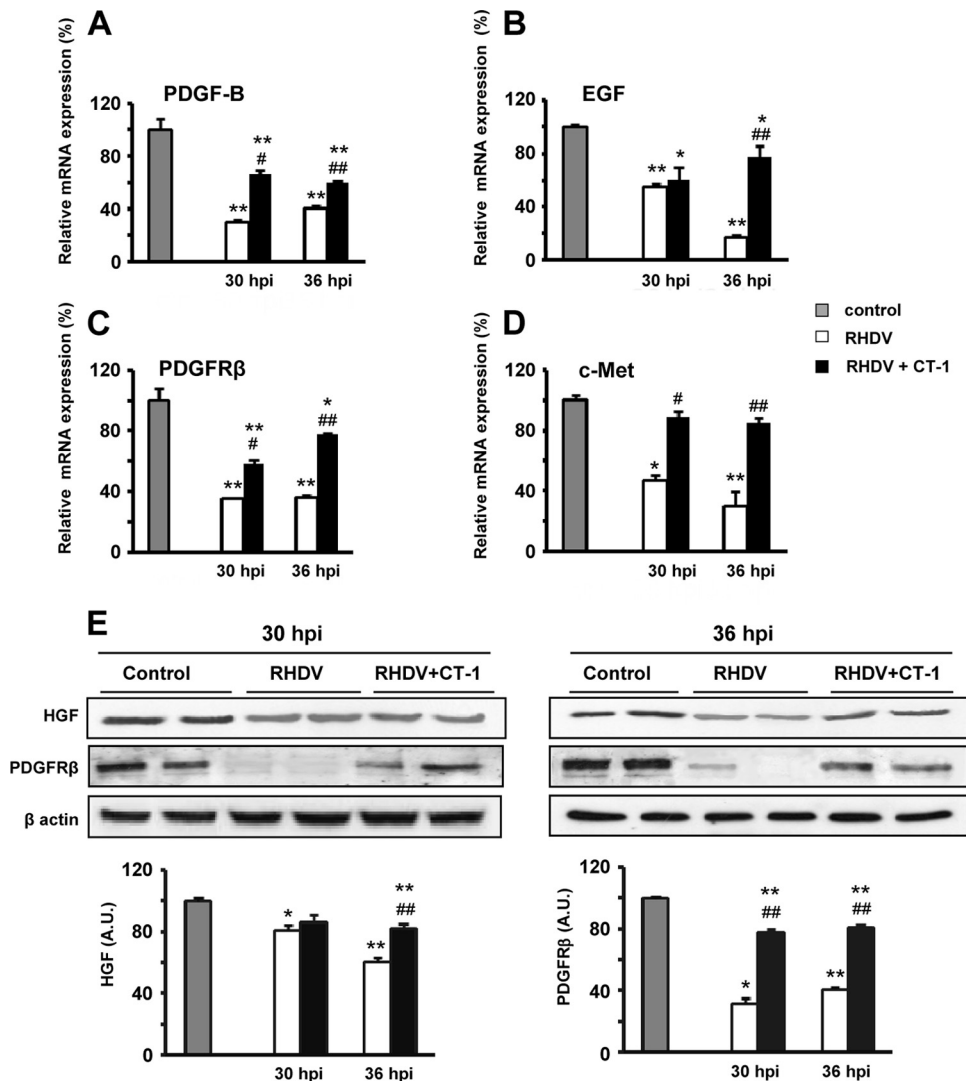 A
Relative mRNA expression (%)
PDGF-B
120
80
40
0
**
**
#
**
**
##
30 hpi
36 hpi
B
Relative mRNA expression (%)
EGF
120
80
40
0
**
*
**
*
##
30 hpi
36 hpi
C
Relative mRNA expression (%)
PDGFRβ
120
80
40
0
**
**
#
**
*
##
30 hpi
36 hpi
D
Relative mRNA expression (%)
c-Met
120
80
40
0
*
#
**
##
30 hpi
36 hpi
control
RHDV
RHDV + CT-1
E
30 hpi
Control RHDV RHDV+CT-1
36 hpi
Control RHDV RHDV+CT-1
HGF
PDGFRβ
β actin
HGF (A.U.)
120
80
40
0
*
**
**
##
30 hpi
36 hpi
PDGFRβ (A.U.)
120
80
40
0
*
**
##
**
**
##
30 hpi
36 hpi